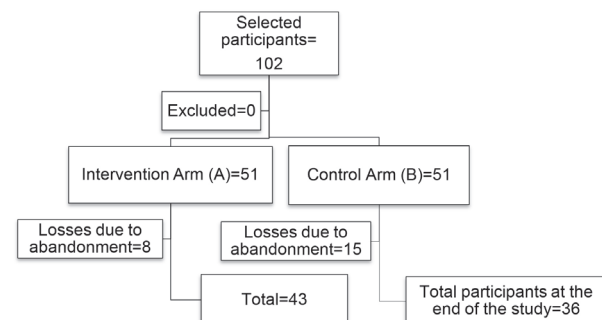 Selected
participants=
102
Excluded=0
Intervention Arm (A)=51
Control Arm (B)=51
Losses due to
abandonment=8
Losses due to
abandonment=15
Total=43
Total participants at the
end of the study=36